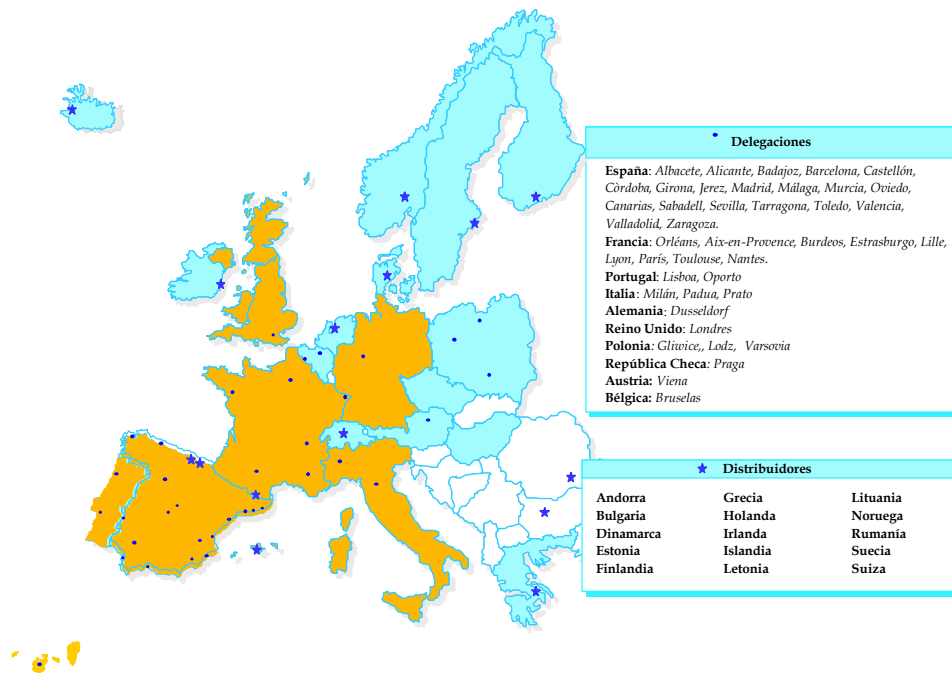 Delegaciones
España: Albacete, Alicante, Badajoz, Barcelona, Castellón,
Còrdoba, Girona, Jerez, Madrid, Málaga, Murcia, Oviedo,
Canarias, Sabadell, Sevilla, Tarragona, Toledo, Valencia,
Valladolid, Zaragoza.
Francia: Orléans, Aix-en-Provence, Burdeos, Estrasburgo, Lille,
Lyon, París, Toulouse, Nantes.
Portugal: Lisboa, Oporto
Italia: Milán, Padua, Prato
Alemania: Dusseldorf
Reino Unido: Londres
Polonia: Gliwice,, Lodz, Varsovia
República Checa: Praga
Austria: Viena
Bélgica: Bruselas
Distribuidores
Andorra Grecia Lituania
Bulgaria Holanda Noruega
Dinamarca Irlanda Rumanía
Estonia Islandia Suecia
Finlandia Letonia Suiza